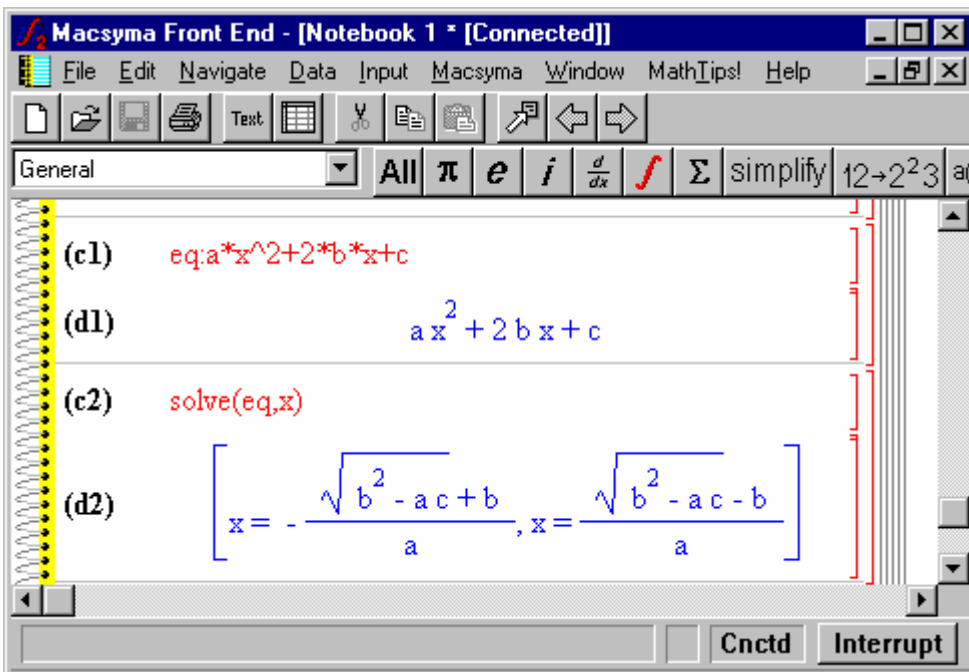 Macsyma Front End - [Notebook 1 * [Connected]]
File Edit Navigate Data Input Macsyma Window MathTips! Help
Text
General All π e i d/dx ∫ Σ simplify 12→2²3 a(
(c1) eq:a*x^2+2*b*x+c
(d1) a x² + 2 b x + c
(c2) solve(eq,x)
(d2) [x = - (√(b² - a c) + b)/a, x = (√(b² - a c) - b)/a]
Cnctd Interrupt